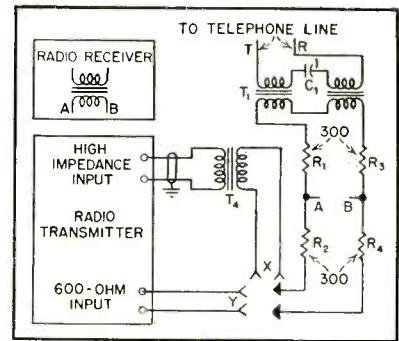 TO TELEPHONE LINE
T R
RADIO RECEIVER
A B
T₁
C₁
1
HIGH
IMPEDANCE
INPUT
RADIO
TRANSMITTER
600-OHM
INPUT
T₄
300
R₁
R₃
A B
R₂
R₄
300
X
Y